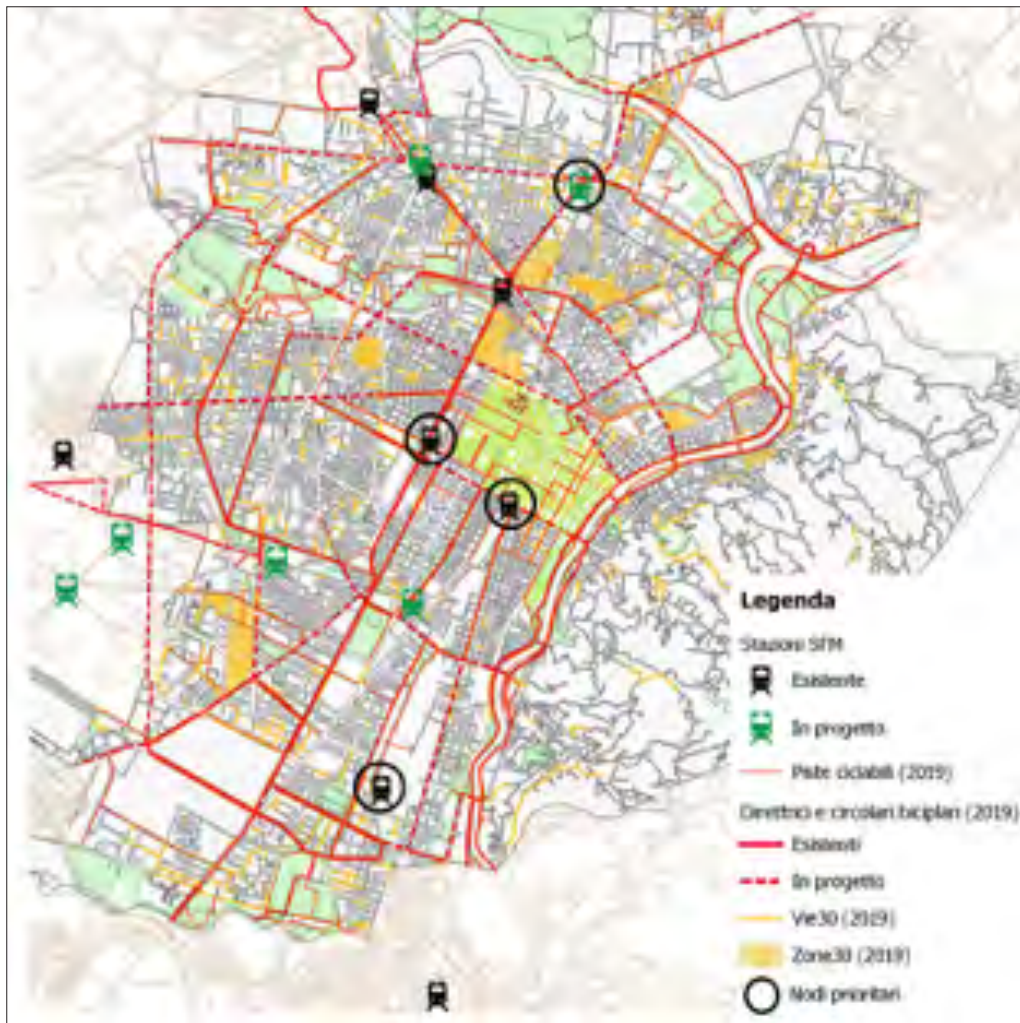 Legenda
Stazioni SFM
Esistente
In progetto
Piste ciclabili (2019)
Direttrici e circolari biciplan (2019)
Esistenti
In progetto
Vie30 (2019)
Zone30 (2019)
Nodi prioritari